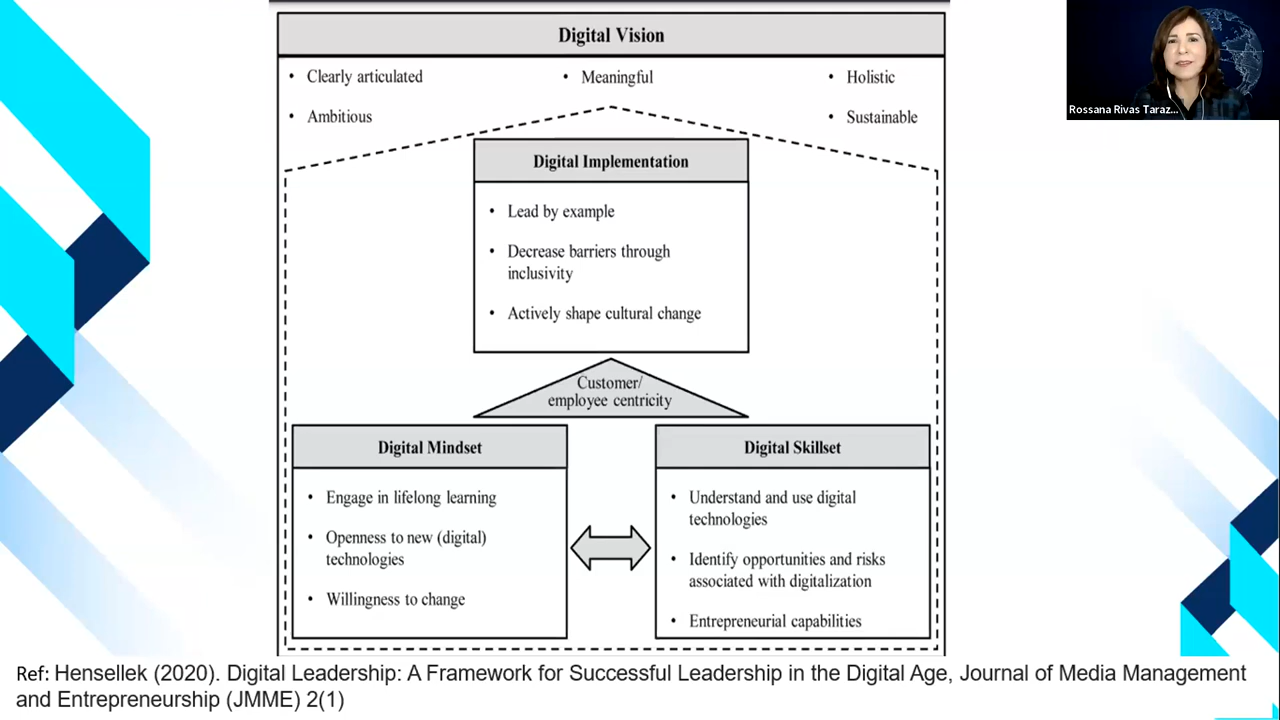 Digital Vision
• Clearly articulated
• Meaningful
• Holistic
• Ambitious
• Sustainable
Digital Implementation
• Lead by example
• Decrease barriers through
inclusivity
• Actively shape cultural change
Customer/
employee centricity
Digital Mindset
• Engage in lifelong learning
• Openness to new (digital)
technologies
• Willingness to change
Digital Skillset
• Understand and use digital
technologies
• Identify opportunities and risks
associated with digitalization
• Entrepreneurial capabilities
Ref: Hensellek (2020). Digital Leadership: A Framework for Successful Leadership in the Digital Age, Journal of Media Management
and Entrepreneurship (JMME) 2(1)
Rossana Rivas Taraz...